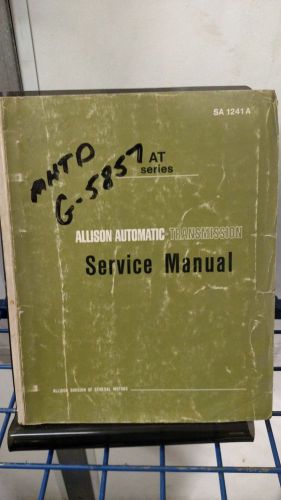 SA 1241 A
MHTD
G-5857
AT
series
ALLISON AUTOMATIC TRANSMISSION
Service Manual
ALLISON DIVISION OF GENERAL MOTORS